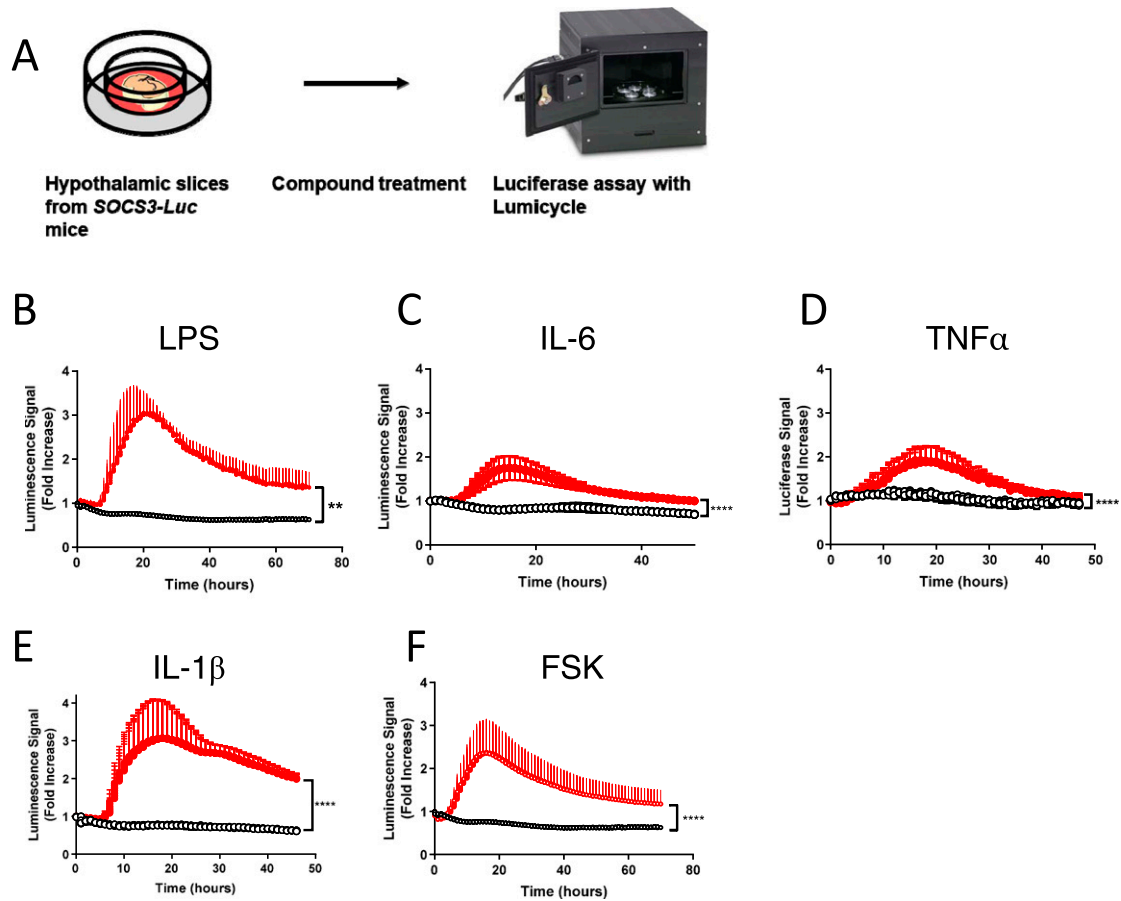 A
Hypothalamic slices
from SOCS3-Luc
mice
Compound treatment
Luciferase assay with
Lumicycle
B
LPS
Luminescence Signal
(Fold Increase)
4
3
2
1
0
0
20
40
60
80
Time (hours)
**
C
IL-6
Luminescence Signal
(Fold Increase)
4
3
2
1
0
0
20
40
Time (hours)
****
D
TNFα
Luciferase Signal
(Fold Increase)
4
3
2
1
0
0
10
20
30
40
50
Time (hours)
****
E
IL-1β
Luminescence Signal
(Fold Increase)
4
3
2
1
0
0
10
20
30
40
50
Time (hours)
****
F
FSK
Luminescence Signal
(Fold Increase)
4
3
2
1
0
0
20
40
60
80
Time (hours)
****